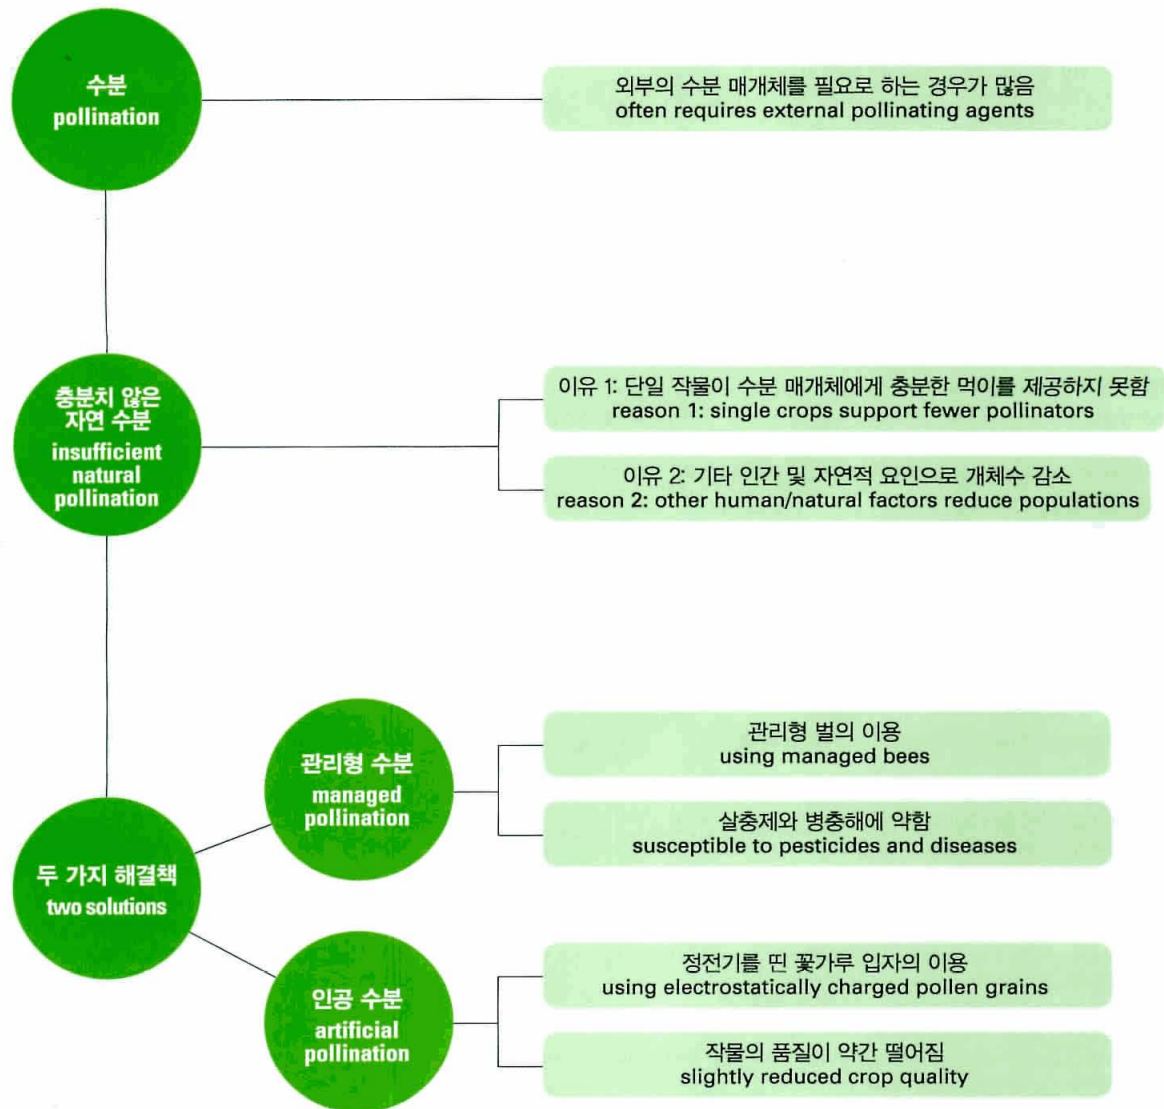 수분
pollination
외부의 수분 매개체를 필요로 하는 경우가 많음
often requires external pollinating agents
충분치 않은
자연 수분
insufficient
natural
pollination
이유 1: 단일 작물이 수분 매개체에게 충분한 먹이를 제공하지 못함
reason 1: single crops support fewer pollinators
이유 2: 기타 인간 및 자연적 요인으로 개체수 감소
reason 2: other human/natural factors reduce populations
두 가지 해결책
two solutions
관리형 수분
managed
pollination
관리형 벌의 이용
using managed bees
살충제와 병충해에 약함
susceptible to pesticides and diseases
인공 수분
artificial
pollination
정전기를 띤 꽃가루 입자의 이용
using electrostatically charged pollen grains
작물의 품질이 약간 떨어짐
slightly reduced crop quality